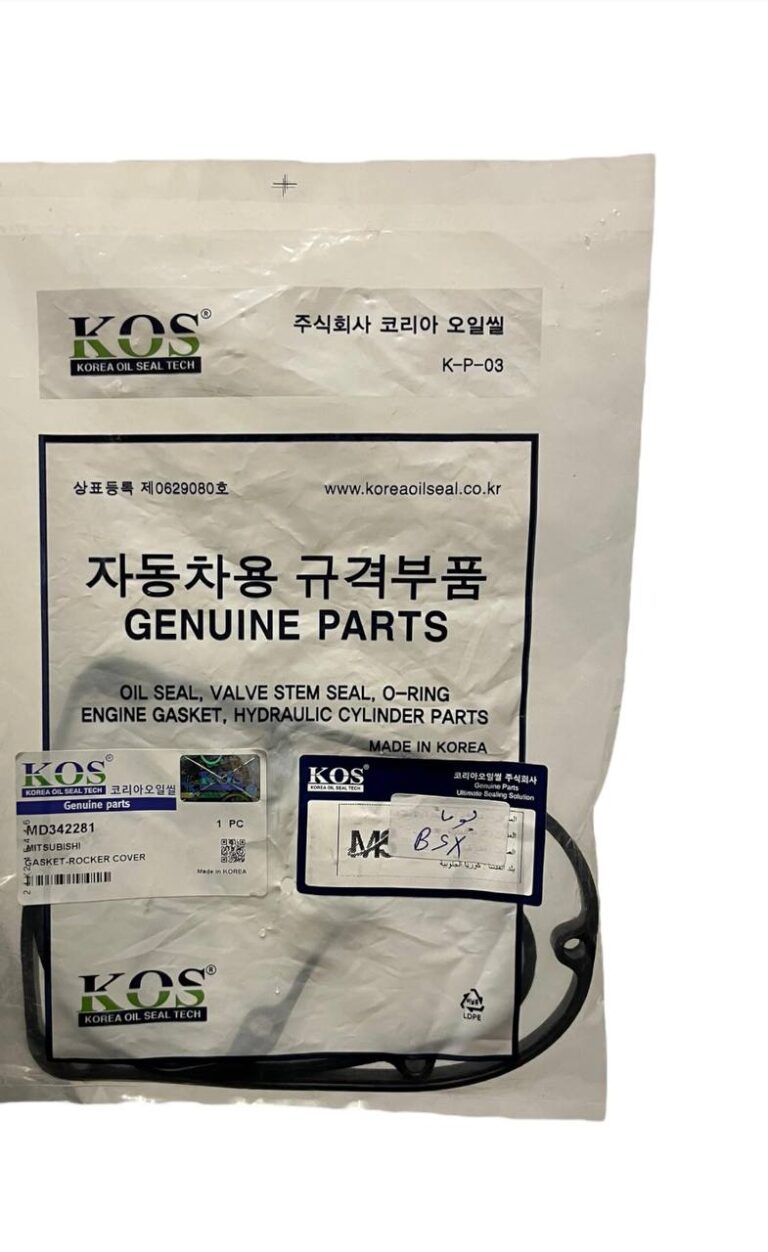 KOS®
KOREA OIL SEAL TECH
주식회사 코리아 오일씰
K-P-03
상표등록 제0629080호
www.koreaoilseal.co.kr
자동차용 규격부품
GENUINE PARTS
OIL SEAL, VALVE STEM SEAL, O-RING
ENGINE GASKET, HYDRAULIC CYLINDER PARTS
MADE IN KOREA
KOS
KOREA OIL SEAL TECH 코리아오일씰
Genuine parts
MD342281
1 PC
MITSUBISHI
GASKET-ROCKER COVER
Made in KOREA
KOS®
KOREA OIL SEAL TECH
코리아오일씰 주식회사
Genuine Parts
Ultimate Sealing Solution
BSX
KOS®
KOREA OIL SEAL TECH
LDPE